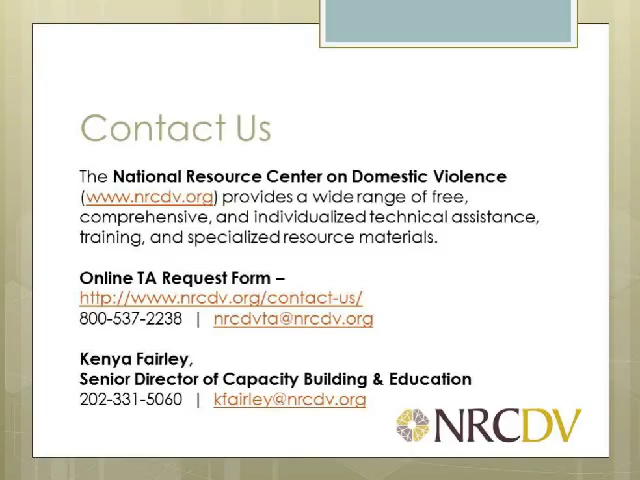 Contact Us
The National Resource Center on Domestic Violence
(www.nrcdv.org) provides a wide range of free,
comprehensive, and individualized technical assistance,
training, and specialized resource materials.
Online TA Request Form –
http://www.nrcdv.org/contact-us/
800-537-2238 | nrcdvta@nrcdv.org
Kenya Fairley,
Senior Director of Capacity Building & Education
202-331-5060 | kfairley@nrcdv.org
NRCDV